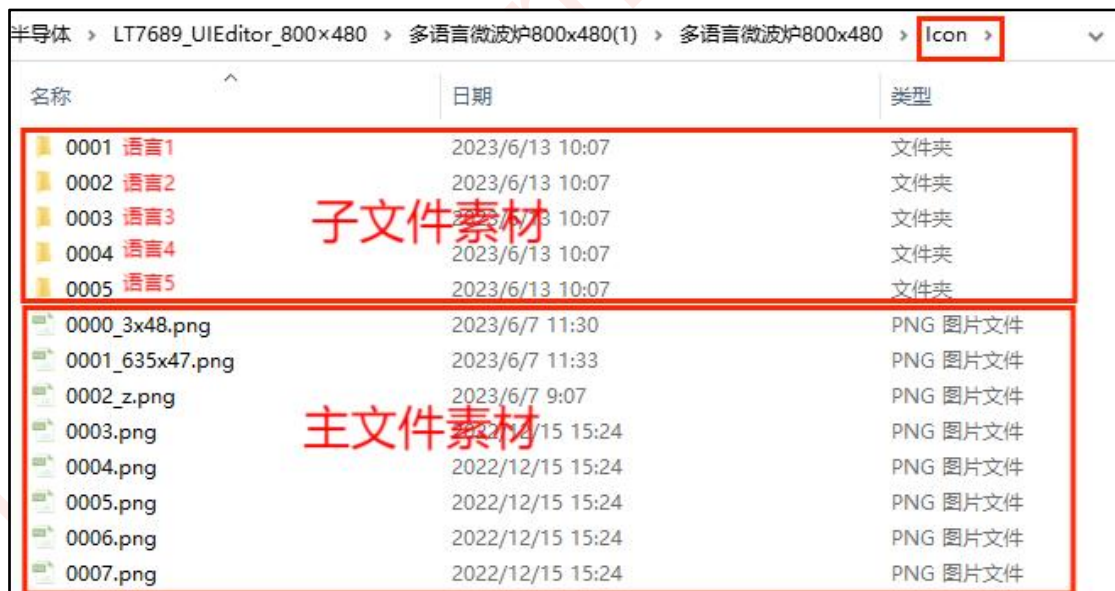 半导体 › LT7689_UIEditor_800×480 › 多语言微波炉800x480(1) › 多语言微波炉800x480 › Icon ›
名称 日期 类型
0001 语言1 2023/6/13 10:07 文件夹
0002 语言2 2023/6/13 10:07 文件夹
0003 语言3 2023/6/13 10:07 文件夹
子文件素材
0004 语言4 2023/6/13 10:07 文件夹
0005 语言5 2023/6/13 10:07 文件夹
0000_3x48.png 2023/6/7 11:30 PNG 图片文件
0001_635x47.png 2023/6/7 11:33 PNG 图片文件
0002_z.png 2023/6/7 9:07 PNG 图片文件
主文件素材
0003.png 2022/12/15 15:24 PNG 图片文件
0004.png 2022/12/15 15:24 PNG 图片文件
0005.png 2022/12/15 15:24 PNG 图片文件
0006.png 2022/12/15 15:24 PNG 图片文件
0007.png 2022/12/15 15:24 PNG 图片文件